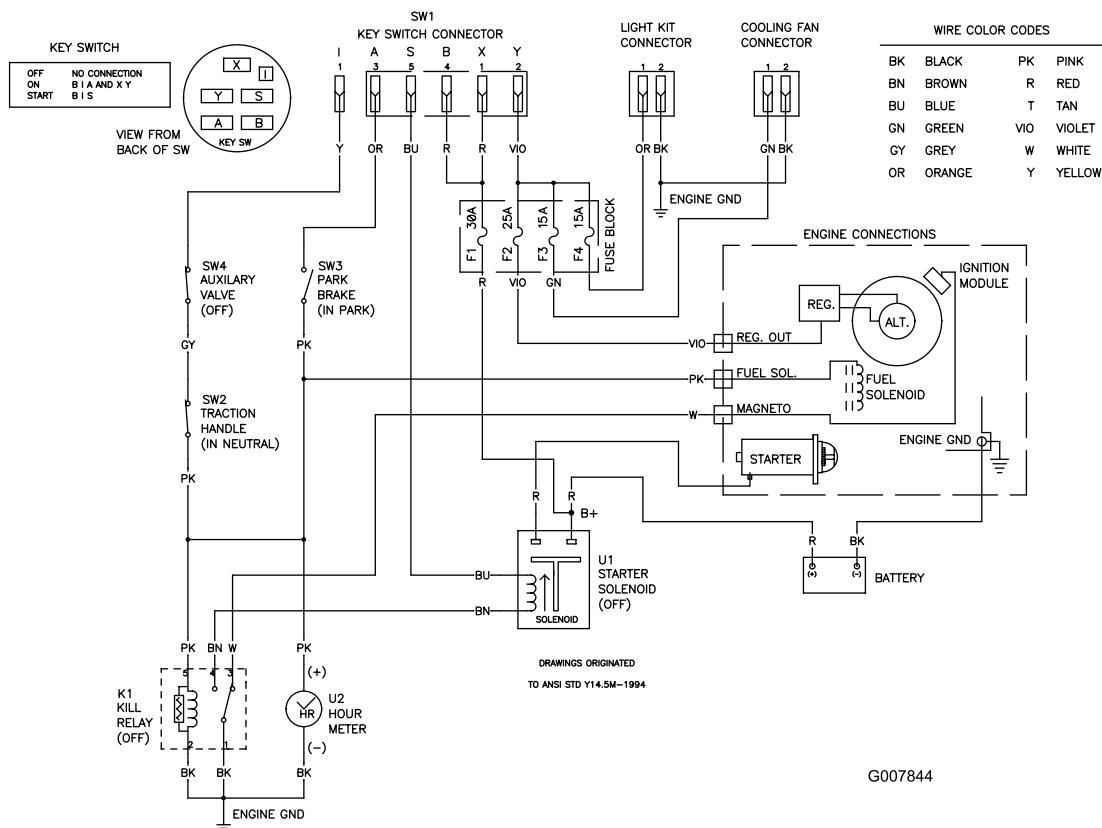 KEY SWITCH
OFF NO CONNECTION
ON B I A AND X Y
START B I S
X
I
Y
S
A
B
KEY SW
VIEW FROM
BACK OF SW
SW1
KEY SWITCH CONNECTOR
I A S B X Y
1 3 5 4 1 2
Y OR BU R R VIO
LIGHT KIT
CONNECTOR
1 2
OR BK
COOLING FAN
CONNECTOR
1 2
GN BK
ENGINE GND
WIRE COLOR CODES
BK BLACK PK PINK
BN BROWN R RED
BU BLUE T TAN
GN GREEN VIO VIOLET
GY GREY W WHITE
OR ORANGE Y YELLOW
F1 30A
F2 25A
F3 15A
F4 15A
FUSE BLOCK
R VIO GN
SW4
AUXILARY
VALVE
(OFF)
SW3
PARK
BRAKE
(IN PARK)
GY
PK
SW2
TRACTION
HANDLE
(IN NEUTRAL)
PK
ENGINE CONNECTIONS
IGNITION
MODULE
REG.
ALT.
VIO
REG. OUT
PK
FUEL SOL.
FUEL
SOLENOID
W
MAGNETO
ENGINE GND
STARTER
R R
B+
BU
BN
SOLENOID
U1
STARTER
SOLENOID
(OFF)
R BK
(+) (-)
BATTERY
DRAWINGS ORIGINATED
TO ANSI STD Y14.5M-1994
PK BN W PK
5 4 3
(+)
K1
KILL
RELAY
(OFF)
HR
U2
HOUR
METER
2 1
(-)
BK BK BK
ENGINE GND
G007844